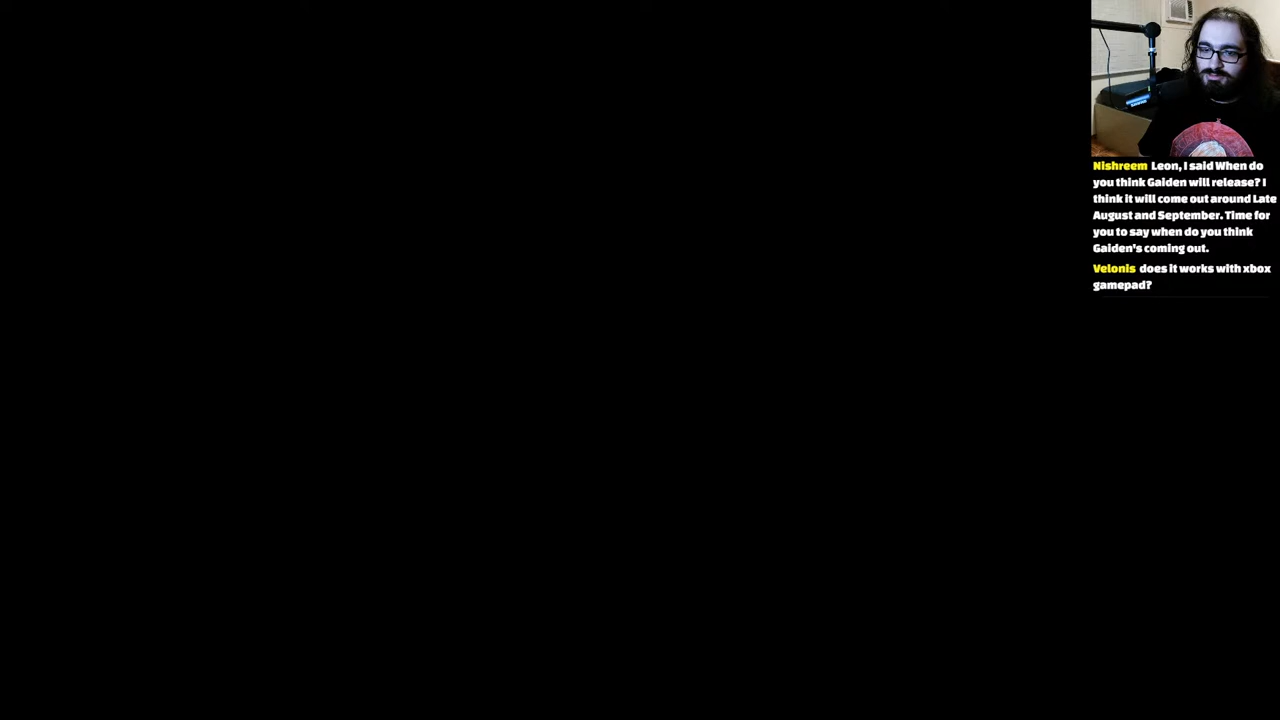 Nishreem Leon, I said When do
you think Gaiden will release? I
think it will come out around Late
August and September. Time for
you to say when do you think
Gaiden's coming out.
Velonis does it works with xbox
gamepad?